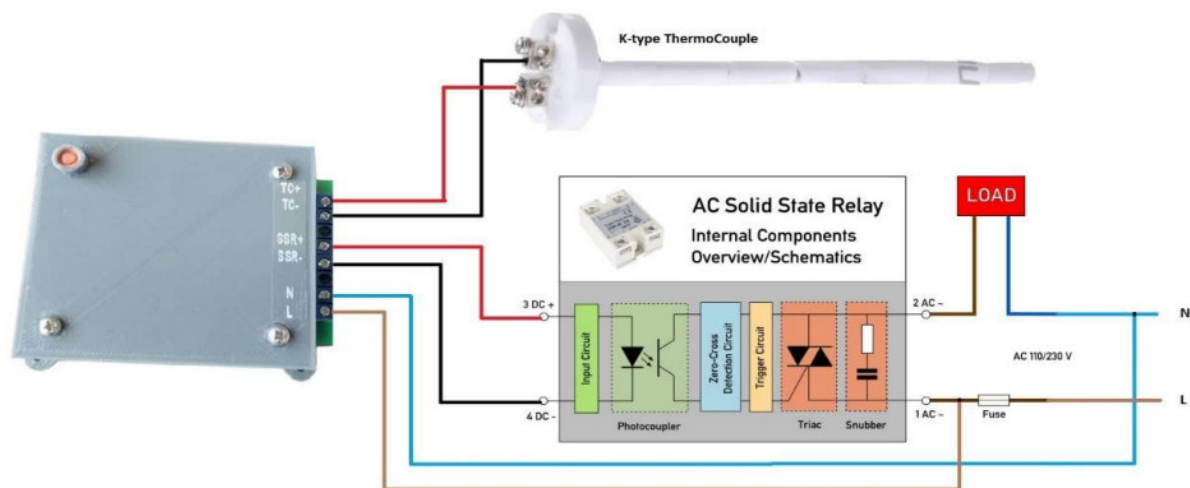 K-type ThermoCouple
TC+
TC-
SSR+
SSR-
N
L
AC Solid State Relay
Internal Components
Overview/Schematics
LOAD
3 DC +
4 DC -
Input Circuit
Photocoupler
Zero-Cross
Detection Circuit
Trigger Circuit
Triac
Snubber
2 AC ~
1 AC ~
N
AC 110/230 V
L
Fuse